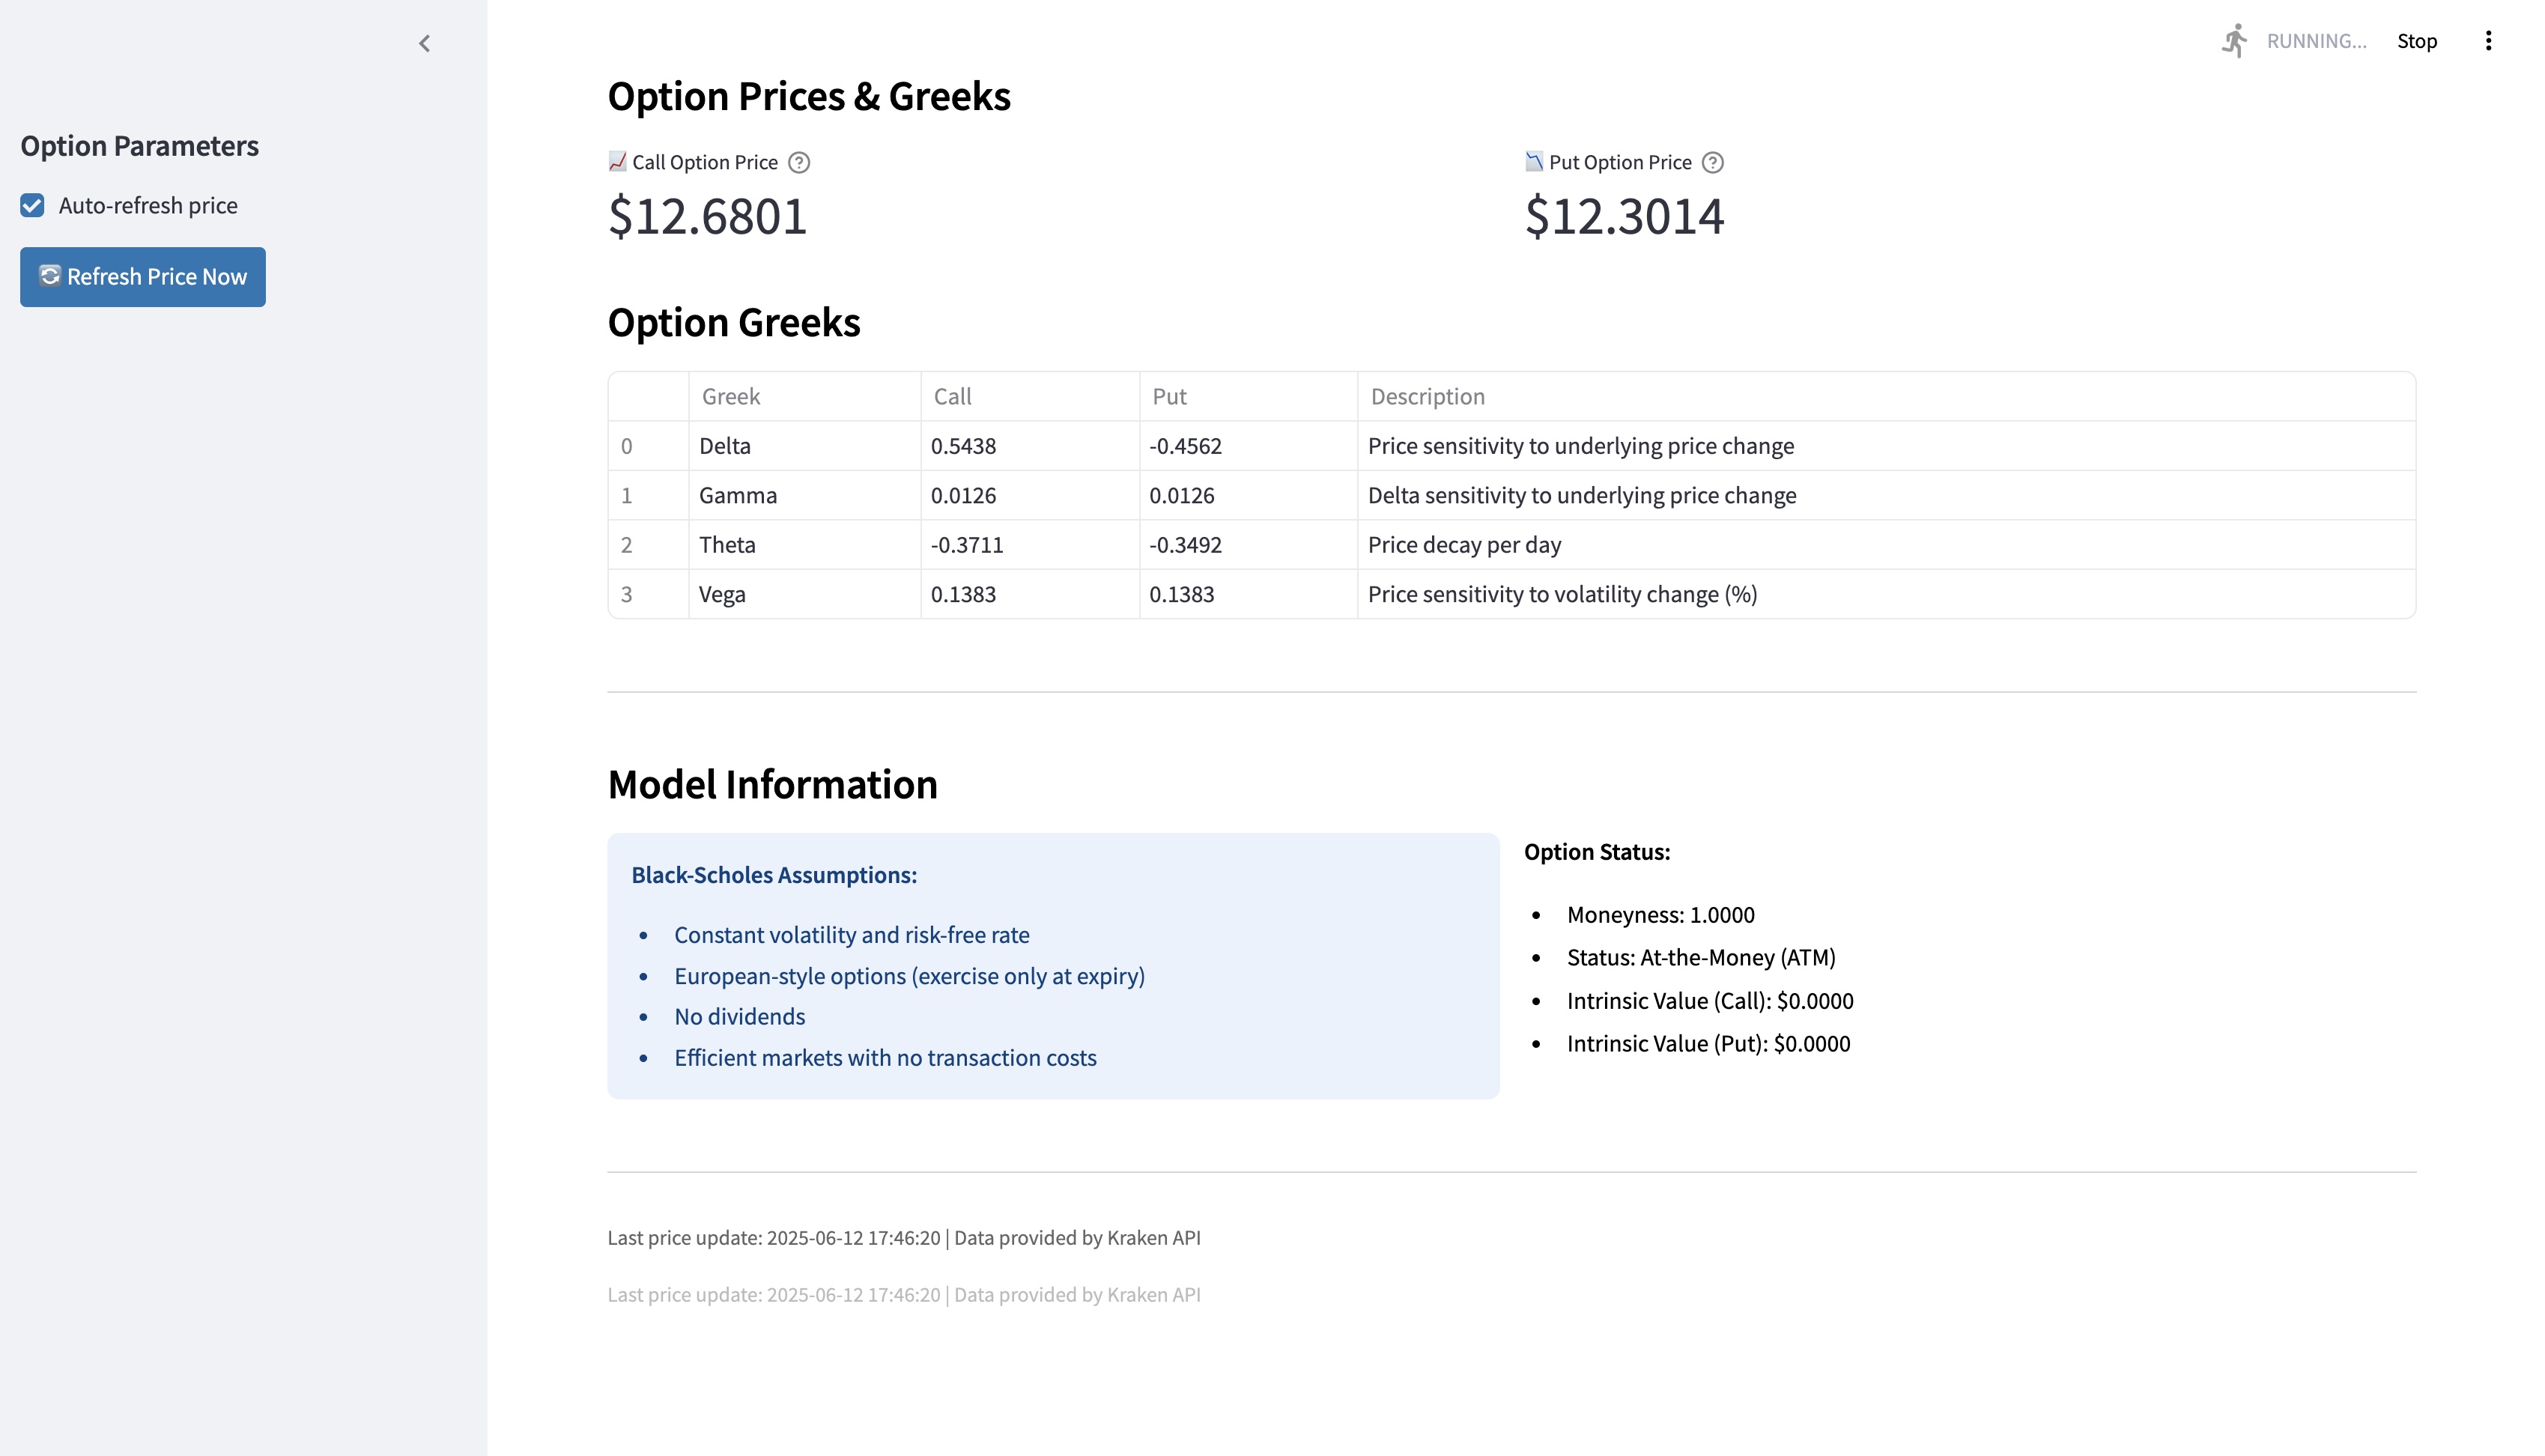 RUNNING...
Stop
Option Parameters
Auto-refresh price
Refresh Price Now
Option Prices & Greeks
Call Option Price
$12.6801
Put Option Price
$12.3014
Option Greeks
Greek Call Put Description
0 Delta 0.5438 -0.4562 Price sensitivity to underlying price change
1 Gamma 0.0126 0.0126 Delta sensitivity to underlying price change
2 Theta -0.3711 -0.3492 Price decay per day
3 Vega 0.1383 0.1383 Price sensitivity to volatility change (%)
Model Information
Black-Scholes Assumptions:
• Constant volatility and risk-free rate
• European-style options (exercise only at expiry)
• No dividends
• Efficient markets with no transaction costs
Option Status:
• Moneyness: 1.0000
• Status: At-the-Money (ATM)
• Intrinsic Value (Call): $0.0000
• Intrinsic Value (Put): $0.0000
Last price update: 2025-06-12 17:46:20 | Data provided by Kraken API
Last price update: 2025-06-12 17:46:20 | Data provided by Kraken API